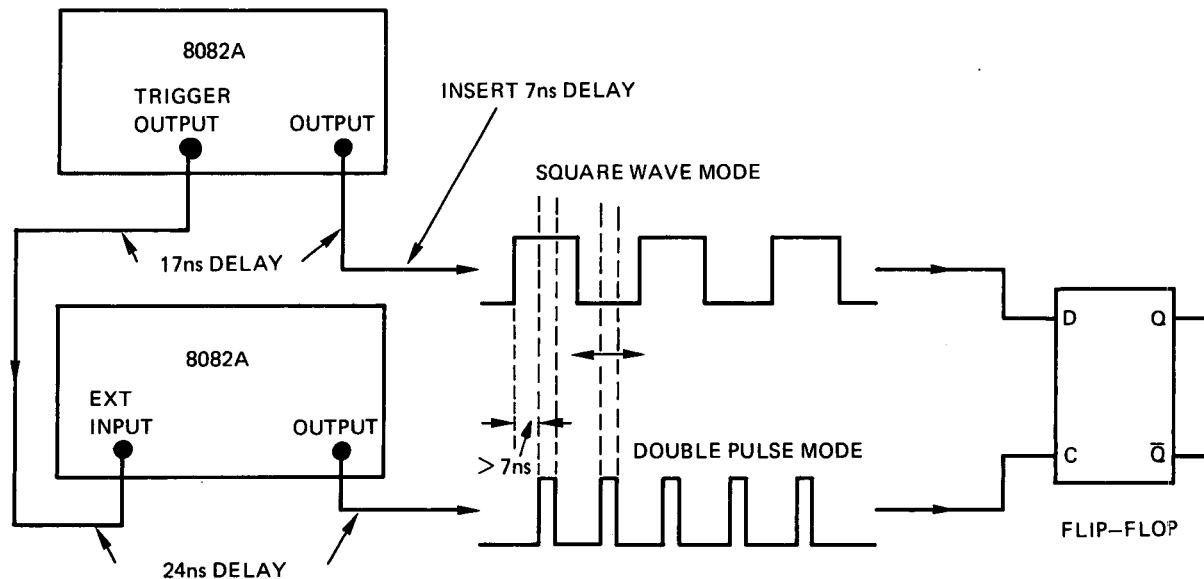 8082A
TRIGGER
OUTPUT
OUTPUT
INSERT 7ns DELAY
SQUARE WAVE MODE
17ns DELAY
8082A
EXT
INPUT
OUTPUT
> 7ns
DOUBLE PULSE MODE
24ns DELAY
D
Q
C
Q̅
FLIP–FLOP